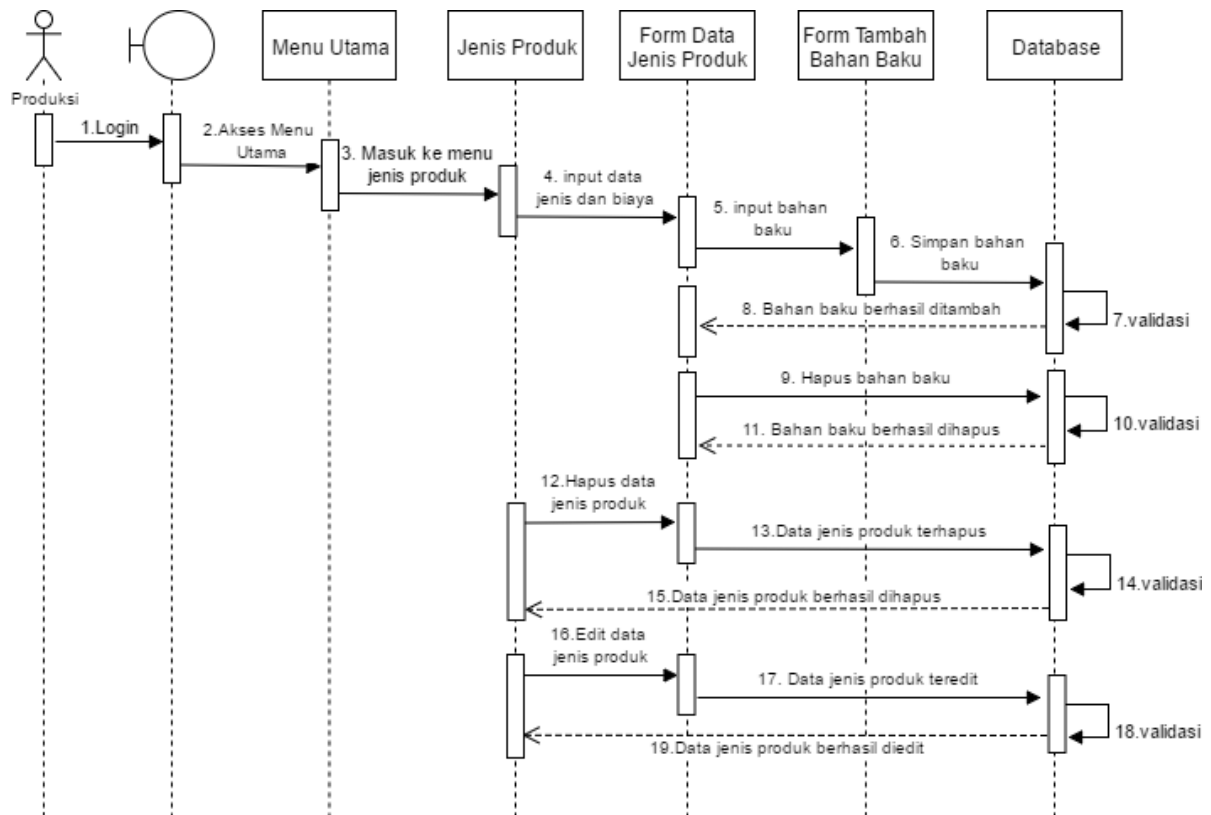 Produksi
Menu Utama
Jenis Produk
Form Data
Jenis Produk
Form Tambah
Bahan Baku
Database
1.Login
2.Akses Menu
Utama
3. Masuk ke menu
jenis produk
4. input data
jenis dan biaya
5. input bahan
baku
6. Simpan bahan
baku
7.validasi
8. Bahan baku berhasil ditambah
9. Hapus bahan baku
10.validasi
11. Bahan baku berhasil dihapus
12.Hapus data
jenis produk
13.Data jenis produk terhapus
14.validasi
15.Data jenis produk berhasil dihapus
16.Edit data
jenis produk
17. Data jenis produk teredit
18.validasi
19.Data jenis produk berhasil diedit